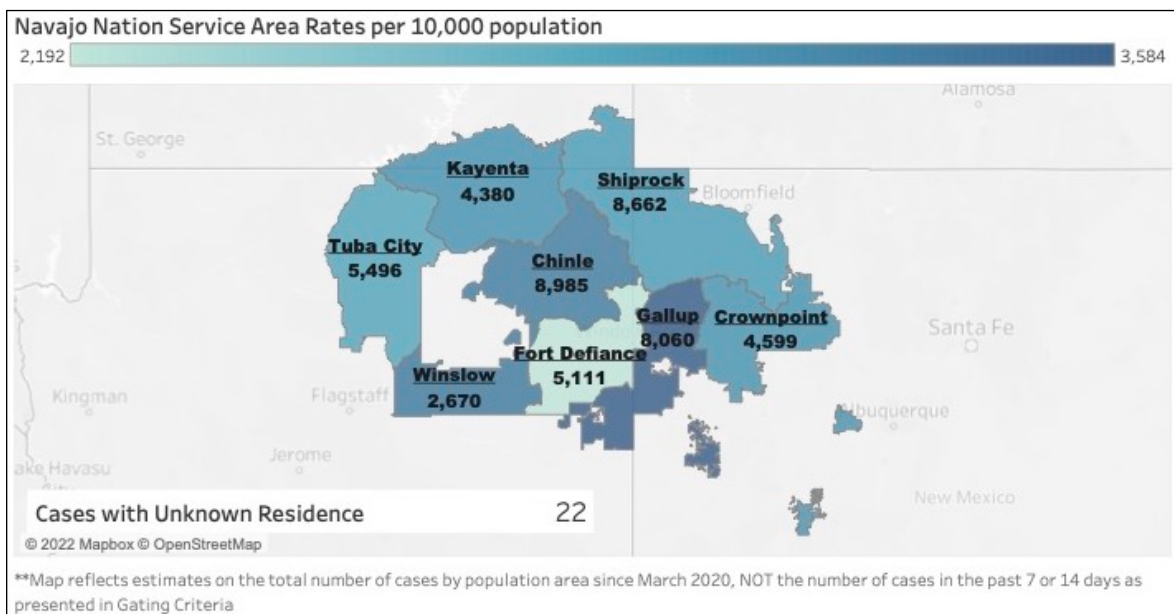 Navajo Nation Service Area Rates per 10,000 population
2,192
3,584
Alamosa
St. George
Kayenta
4,380
Shiprock
8,662
Bloomfield
Tuba City
5,496
Chinle
8,985
Gallup
8,060
Crownpoint
4,599
Santa Fe
Fort Defiance
5,111
Winslow
2,670
Kingman
Flagstaff
Albuquerque
Jerome
ake Havasu
New Mexico
Cases with Unknown Residence 22
© 2022 Mapbox © OpenStreetMap
**Map reflects estimates on the total number of cases by population area since March 2020, NOT the number of cases in the past 7 or 14 days as
presented in Gating Criteria